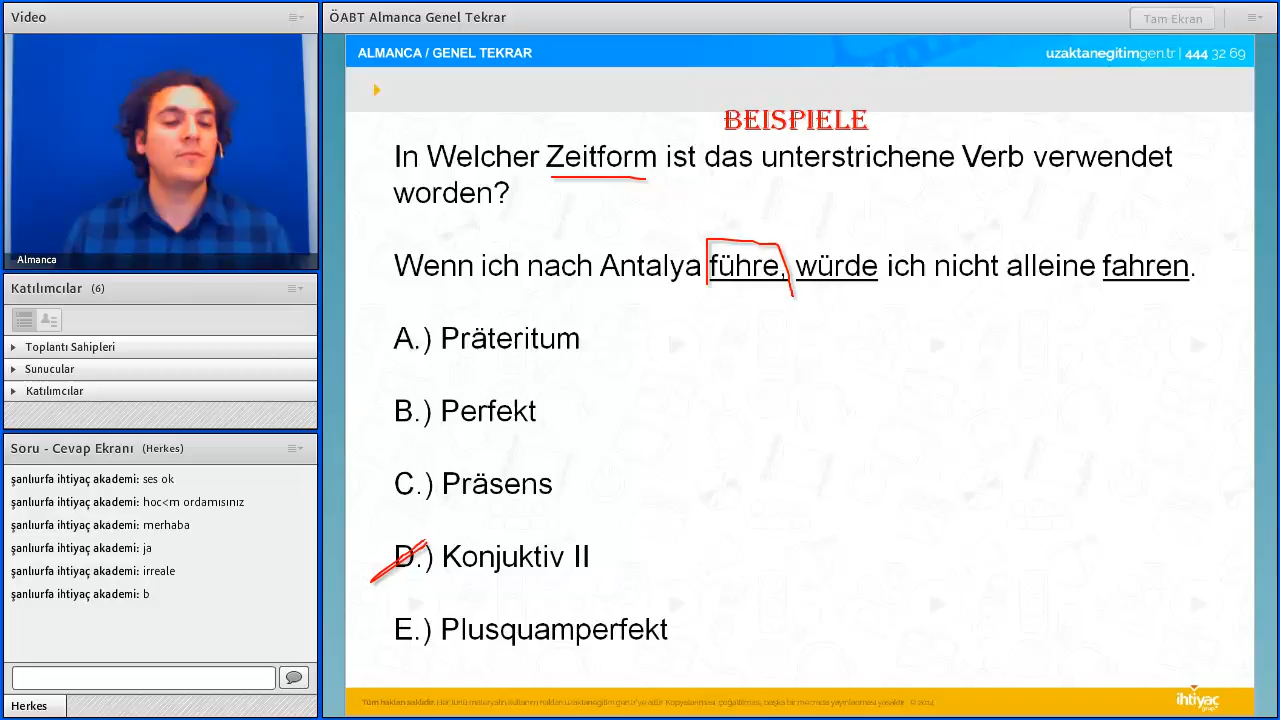 Video
Almanca
Katılımcılar (6)
Toplantı Sahipleri
Sunucular
Katılımcılar
Soru - Cevap Ekranı (Herkes)
şanlıurfa ihtiyaç akademi: ses ok
şanlıurfa ihtiyaç akademi: hoc<m ordamısınız
şanlıurfa ihtiyaç akademi: merhaba
şanlıurfa ihtiyaç akademi: ja
şanlıurfa ihtiyaç akademi: irreale
şanlıurfa ihtiyaç akademi: b
Herkes
ÖABT Almanca Genel Tekrar
Tam Ekran
ALMANCA / GENEL TEKRAR
uzaktanegitimgen.tr | 444 32 69
BEISPIELE
In Welcher Zeitform ist das unterstrichene Verb verwendet
worden?
Wenn ich nach Antalya führe, würde ich nicht alleine fahren.
A.) Präteritum
B.) Perfekt
C.) Präsens
D.) Konjuktiv II
E.) Plusquamperfekt
Tüm hakları saklıdır. © 2014
ihtiyaç